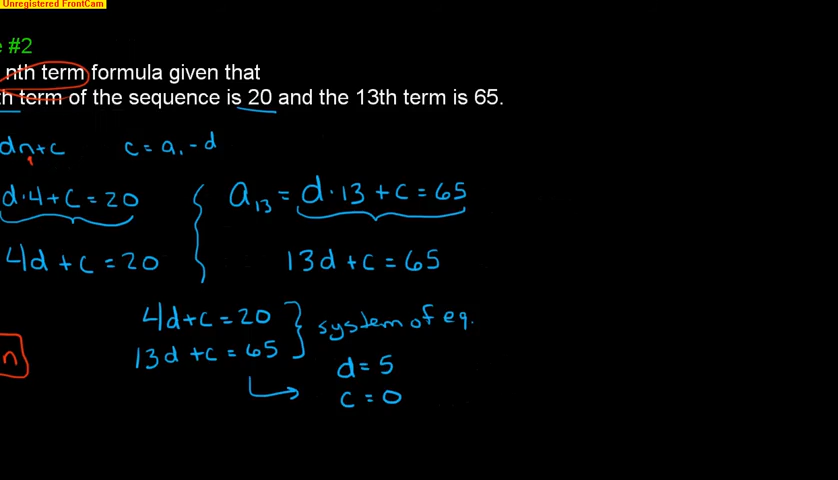 Unregistered FrontCam
e #2
nth term formula given that
th term of the sequence is 20 and the 13th term is 65.
dn+c c = a₁ - d
d·4 + c = 20 a₁₃ = d·13 + c = 65
4d + c = 20 13d + c = 65
4d+c = 20 system of eq.
13d + c = 65
n d = 5
c = 0